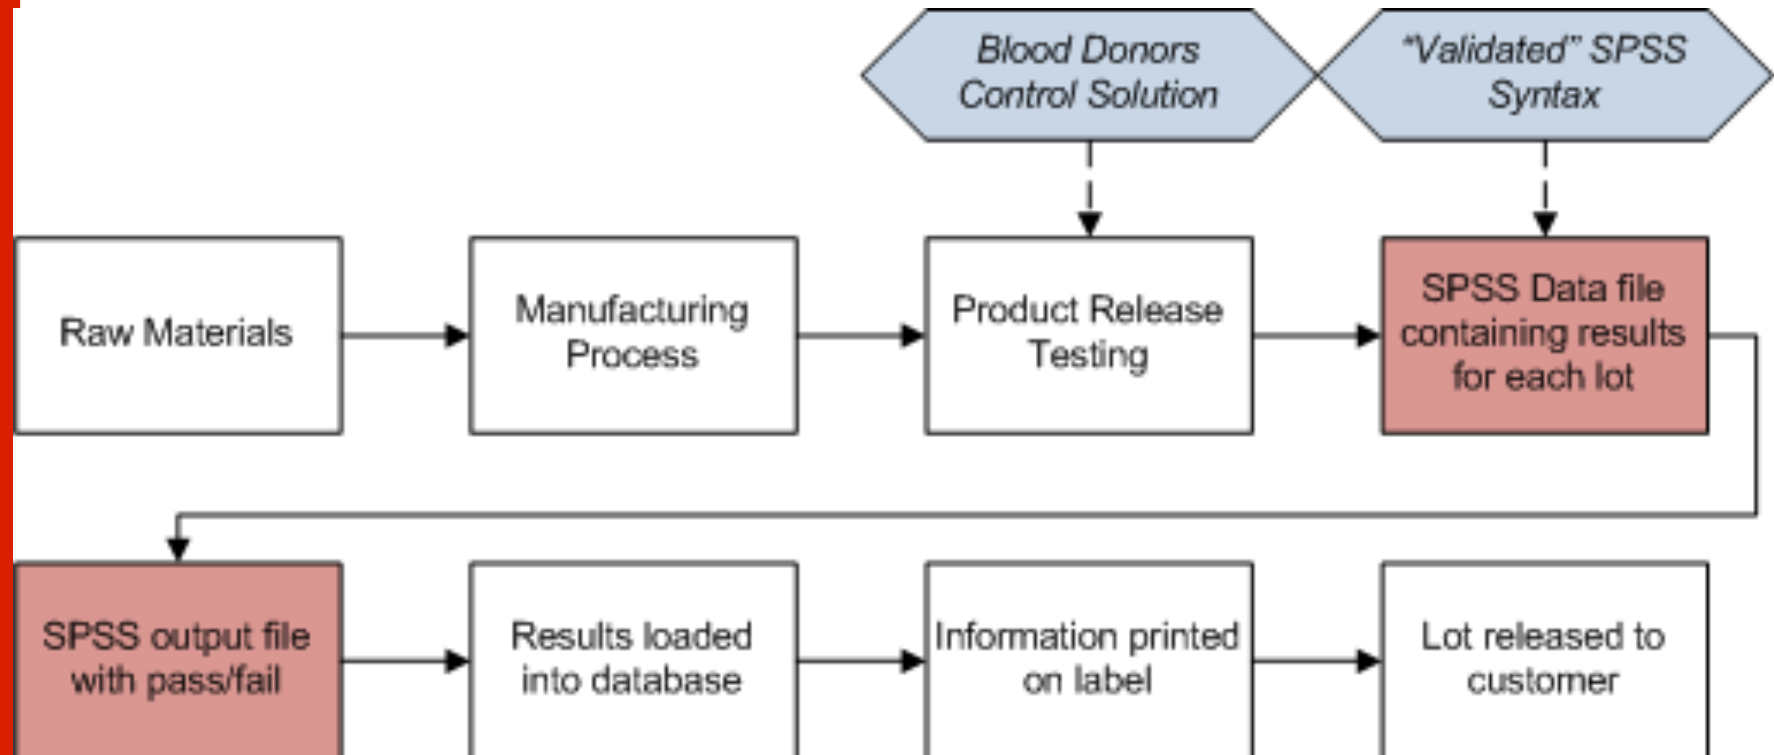 Blood Donors
Control Solution
“Validated” SPSS
Syntax
Raw Materials
Manufacturing
Process
Product Release
Testing
SPSS Data file
containing results
for each lot
SPSS output file
with pass/fail
Results loaded
into database
Information printed
on label
Lot released to
customer